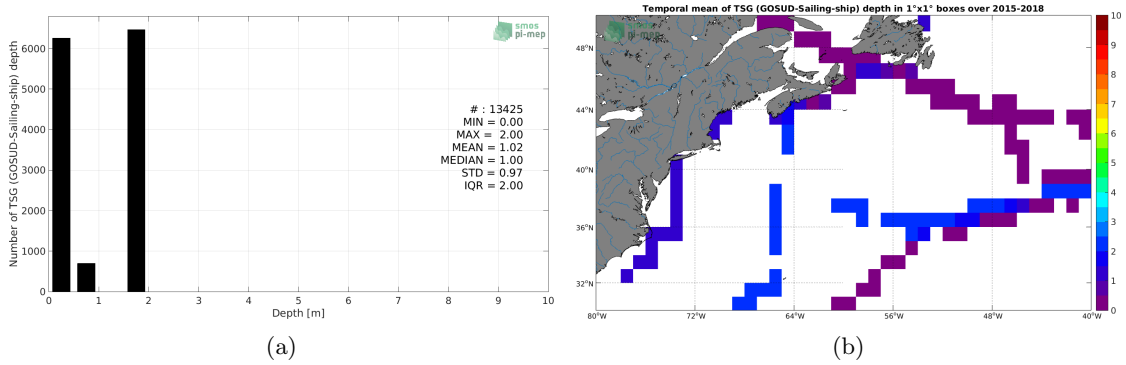 Number of TSG (GOSUD-Sailing-ship) depth
6000
5000
4000
3000
2000
1000
0
smos
pi-mep
# : 13425
MIN = 0.00
MAX = 2.00
MEAN = 1.02
MEDIAN = 1.00
STD = 0.97
IQR = 2.00
0 1 2 3 4 5 6 7 8 9 10
Depth [m]
(a)
Temporal mean of TSG (GOSUD-Sailing-ship) depth in 1°x1° boxes over 2015-2018
smos
pi-mep
48°N
44°N
40°N
36°N
32°N
80°W 72°W 64°W 56°W 48°W 40°W
10
9
8
7
6
5
4
3
2
1
0
(b)